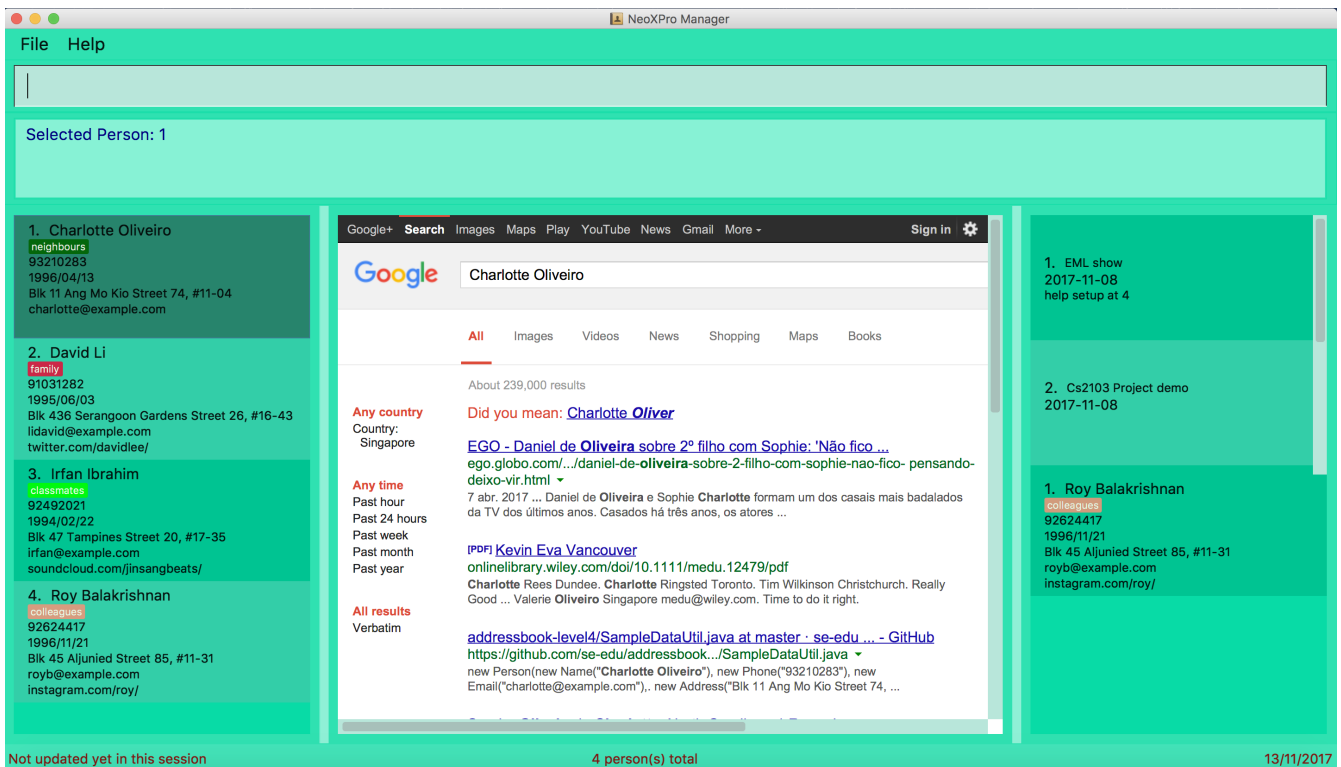 NeoXPro Manager
File Help
Selected Person: 1
1. Charlotte Oliveiro
neighbours
93210283
1996/04/13
Blk 11 Ang Mo Kio Street 74, #11-04
charlotte@example.com
2. David Li
family
91031282
1995/06/03
Blk 436 Serangoon Gardens Street 26, #16-43
lidavid@example.com
twitter.com/davidlee/
3. Irfan Ibrahim
classmates
92492021
1994/02/22
Blk 47 Tampines Street 20, #17-35
irfan@example.com
soundcloud.com/jinsangbeats/
4. Roy Balakrishnan
colleagues
92624417
1996/11/21
Blk 45 Aljunied Street 85, #11-31
royb@example.com
instagram.com/roy/
Google+ Search Images Maps Play YouTube News Gmail More Sign in
Google
Charlotte Oliveiro
All Images Videos News Shopping Maps Books
About 239,000 results
Any country
Country:
Singapore
Any time
Past hour
Past 24 hours
Past week
Past month
Past year
All results
Verbatim
Did you mean: Charlotte Oliver
EGO - Daniel de Oliveira sobre 2º filho com Sophie: 'Não fico ...
ego.globo.com/.../daniel-de-oliveira-sobre-2-filho-com-sophie-nao-fico- pensando-
deixo-vir.html
7 abr. 2017 ... Daniel de Oliveira e Sophie Charlotte formam um dos casais mais badalados
da TV dos últimos anos. Casados há três anos, os atores ...
[PDF] Kevin Eva Vancouver
onlinelibrary.wiley.com/doi/10.1111/medu.12479/pdf
Charlotte Rees Dundee. Charlotte Ringsted Toronto. Tim Wilkinson Christchurch. Really
Good ... Valerie Oliveiro Singapore medu@wiley.com. Time to do it right.
addressbook-level4/SampleDataUtil.java at master · se-edu ... - GitHub
https://github.com/se-edu/addressbook.../SampleDataUtil.java
new Person(new Name("Charlotte Oliveiro"), new Phone("93210283"), new
Email("charlotte@example.com"),. new Address("Blk 11 Ang Mo Kio Street 74, ...
1. EML show
2017-11-08
help setup at 4
2. Cs2103 Project demo
2017-11-08
1. Roy Balakrishnan
colleagues
92624417
1996/11/21
Blk 45 Aljunied Street 85, #11-31
royb@example.com
instagram.com/roy/
Not updated yet in this session
4 person(s) total
13/11/2017